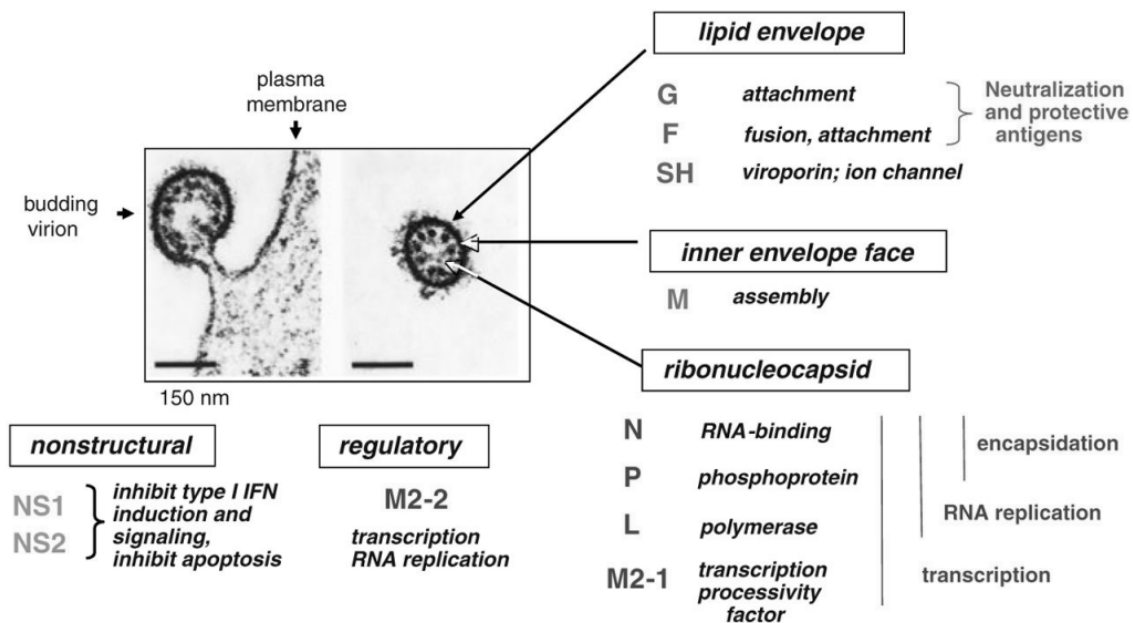 lipid envelope
plasma
membrane
G attachment
F fusion, attachment
SH viroporin; ion channel
Neutralization
and protective
antigens
budding
virion
inner envelope face
M assembly
ribonucleocapsid
150 nm
nonstructural
NS1
NS2
inhibit type I IFN
induction and
signaling,
inhibit apoptosis
regulatory
M2-2
transcription
RNA replication
N RNA-binding
P phosphoprotein
L polymerase
M2-1 transcription
processivity
factor
encapsidation
RNA replication
transcription